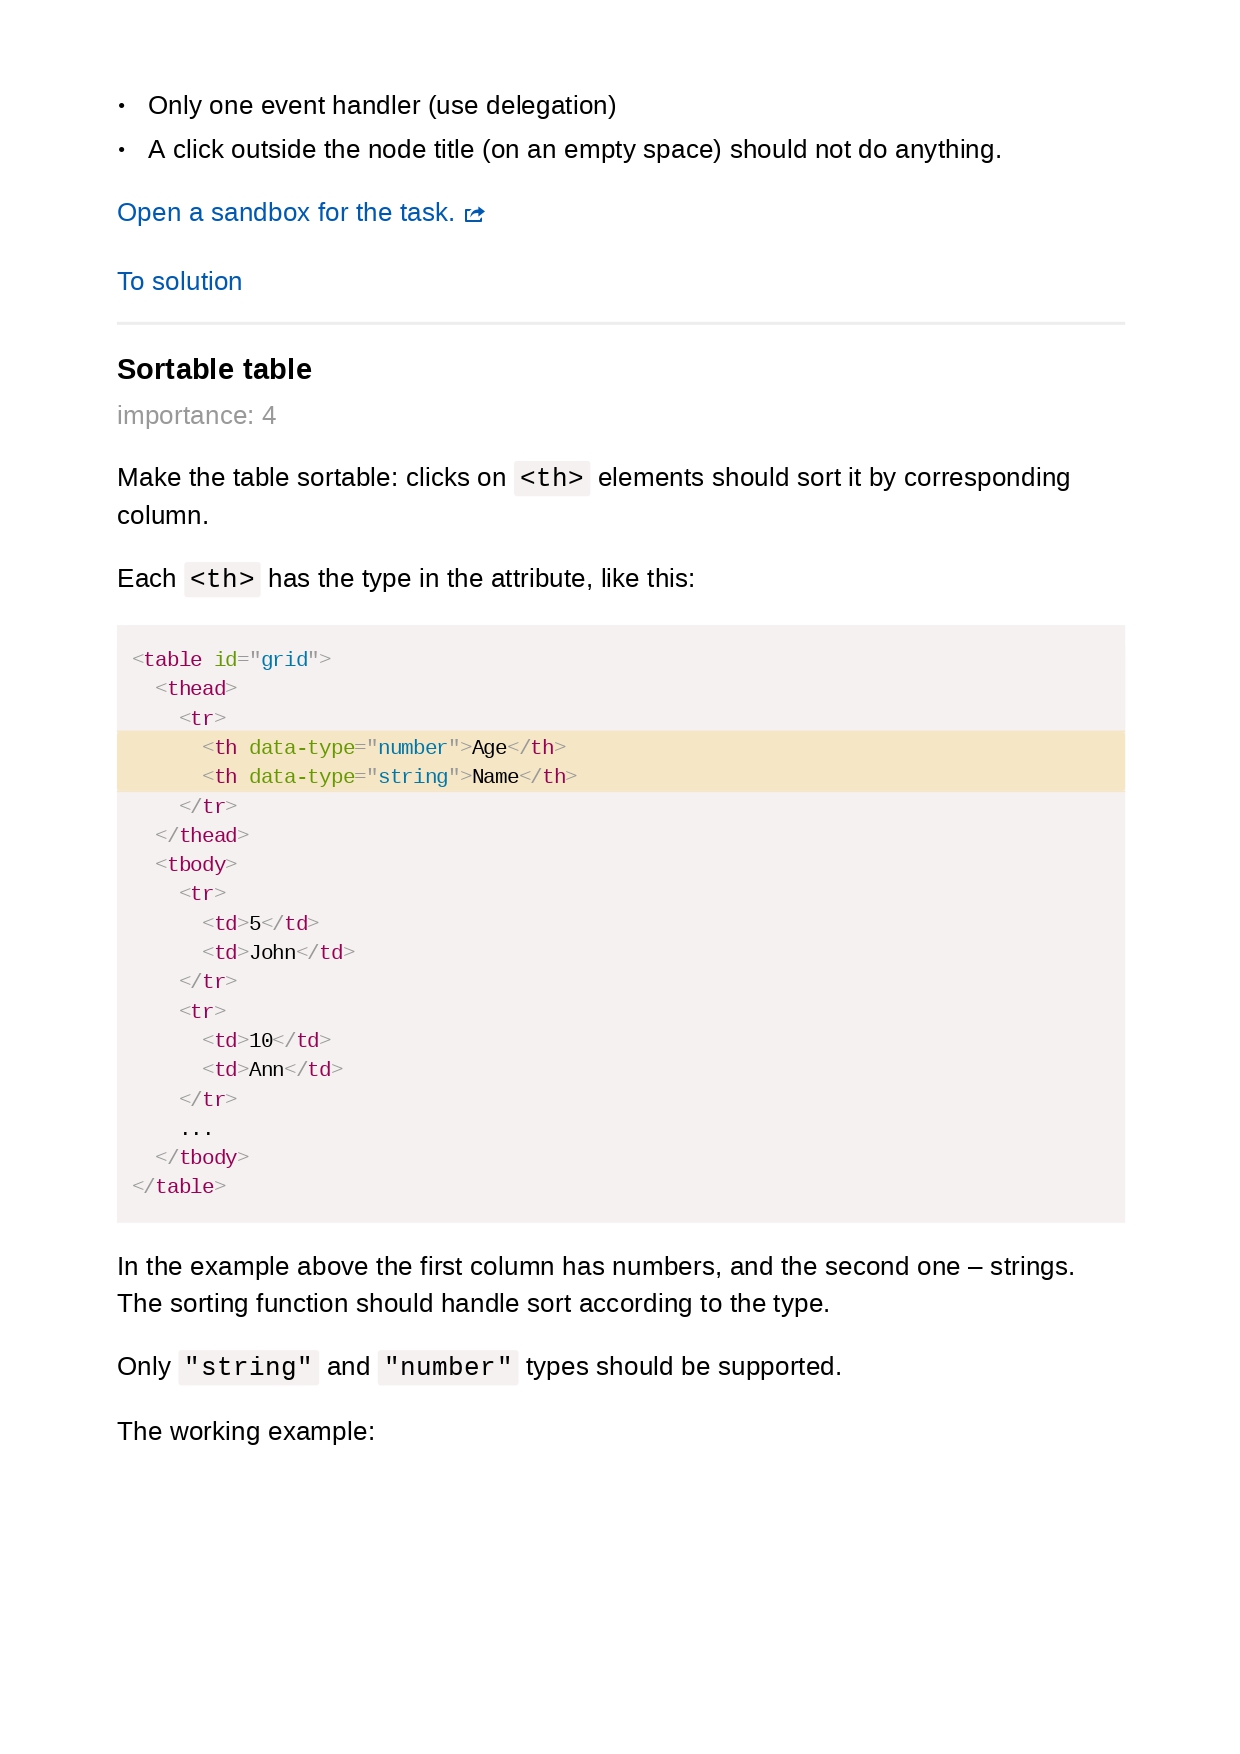 • Only one event handler (use delegation)
• A click outside the node title (on an empty space) should not do anything.
Open a sandbox for the task.
To solution
Sortable table
importance: 4
Make the table sortable: clicks on <th> elements should sort it by corresponding
column.
Each <th> has the type in the attribute, like this:
<table id="grid">
  <thead>
    <tr>
      <th data-type="number">Age</th>
      <th data-type="string">Name</th>
    </tr>
  </thead>
  <tbody>
    <tr>
      <td>5</td>
      <td>John</td>
    </tr>
    <tr>
      <td>10</td>
      <td>Ann</td>
    </tr>
    ...
  </tbody>
</table>
In the example above the first column has numbers, and the second one – strings.
The sorting function should handle sort according to the type.
Only "string" and "number" types should be supported.
The working example: